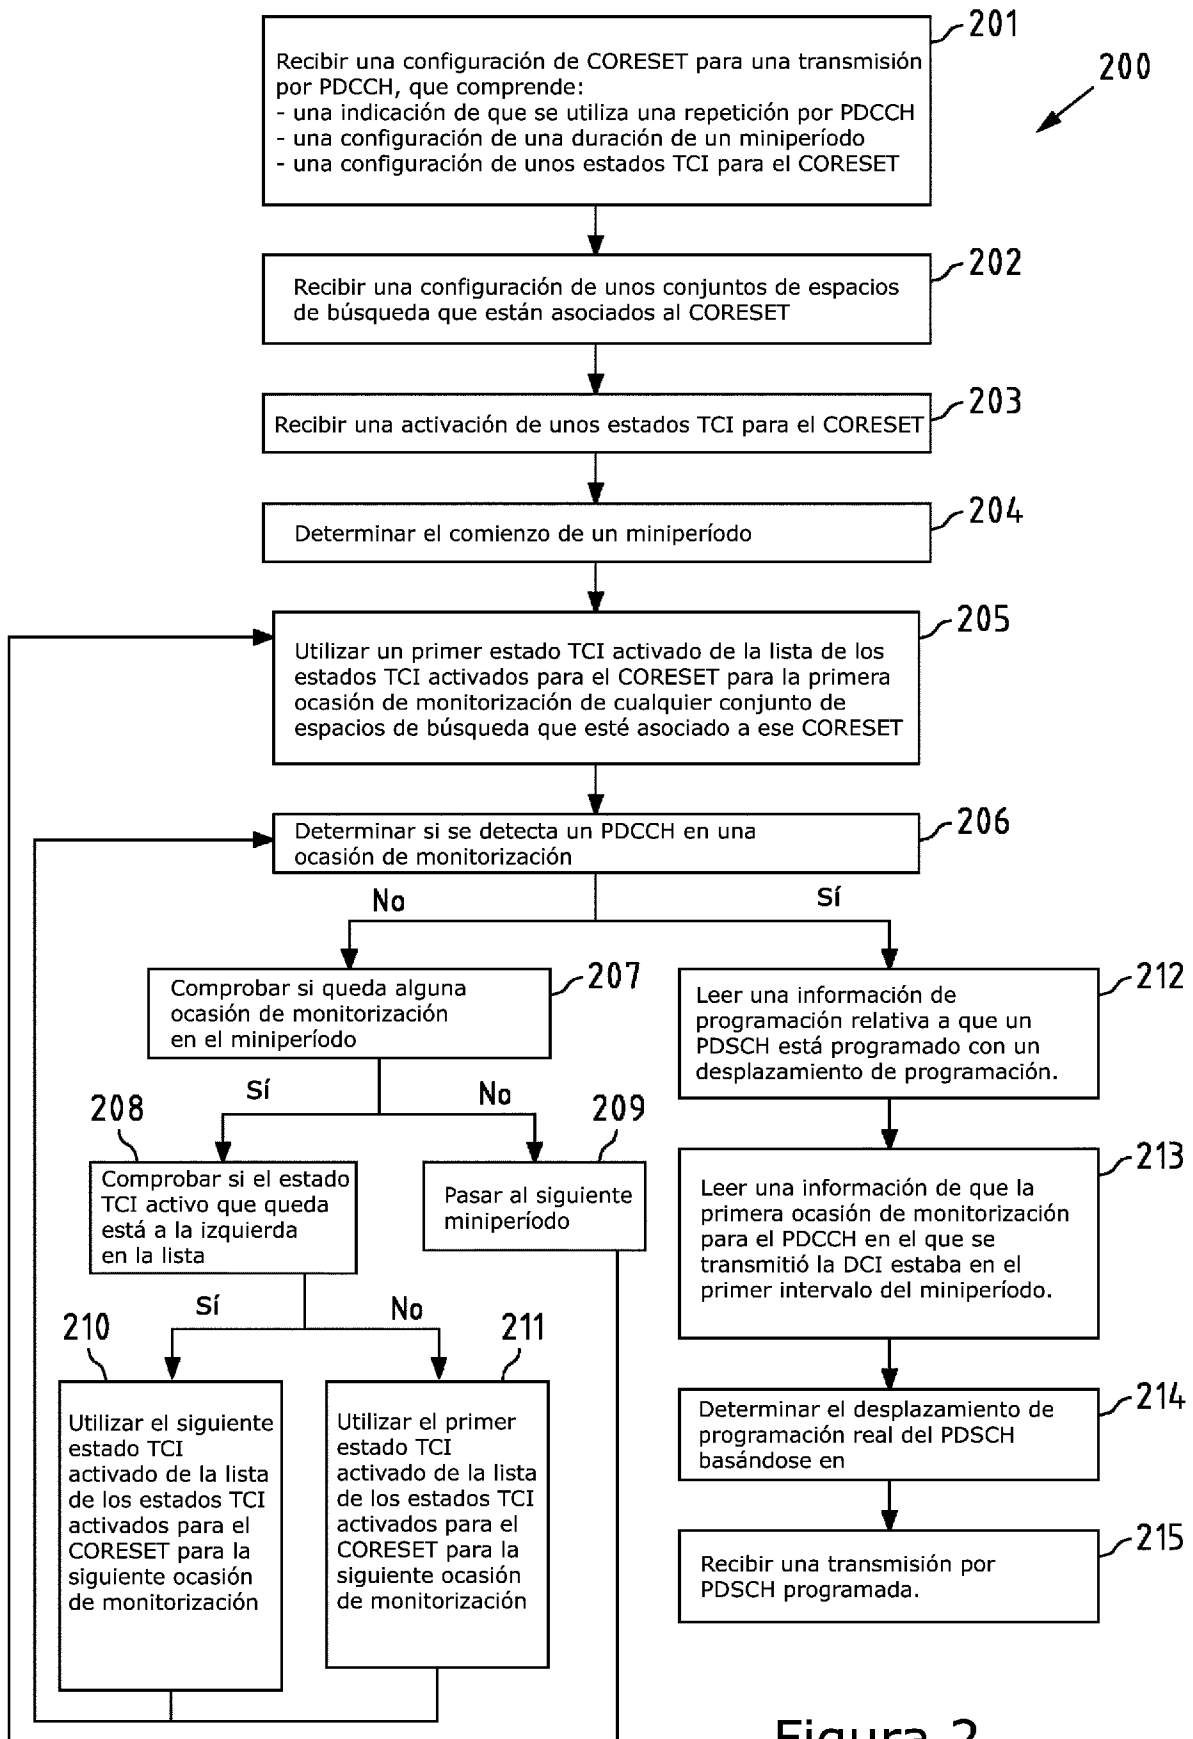 201
200
Recibir una configuración de CORESET para una transmisión
por PDCCH, que comprende:
- una indicación de que se utiliza una repetición por PDCCH
- una configuración de una duración de un miniperíodo
- una configuración de unos estados TCI para el CORESET
202
Recibir una configuración de unos conjuntos de espacios
de búsqueda que están asociados al CORESET
203
Recibir una activación de unos estados TCI para el CORESET
204
Determinar el comienzo de un miniperíodo
205
Utilizar un primer estado TCI activado de la lista de los
estados TCI activados para el CORESET para la primera
ocasión de monitorización de cualquier conjunto de
espacios de búsqueda que esté asociado a ese CORESET
206
Determinar si se detecta un PDCCH en una
ocasión de monitorización
No
Sí
207
Comprobar si queda alguna
ocasión de monitorización
en el miniperíodo
212
Leer una información de
programación relativa a que un
PDSCH está programado con un
desplazamiento de programación.
Sí
No
208
Comprobar si el estado
TCI activo que queda
está a la izquierda
en la lista
209
Pasar al siguiente
miniperíodo
213
Leer una información de que la
primera ocasión de monitorización
para el PDCCH en el que se
transmitió la DCI estaba en el
primer intervalo del miniperíodo.
Sí
No
210
Utilizar el siguiente
estado TCI
activado de la lista
de los estados TCI
activados para el
CORESET para la
siguiente ocasión
de monitorización
211
Utilizar el primer
estado TCI
activado de la lista
de los estados TCI
activados para el
CORESET para la
siguiente ocasión
de monitorización
214
Determinar el desplazamiento de
programación real del PDSCH
basándose en
215
Recibir una transmisión por
PDSCH programada.
Figura 2